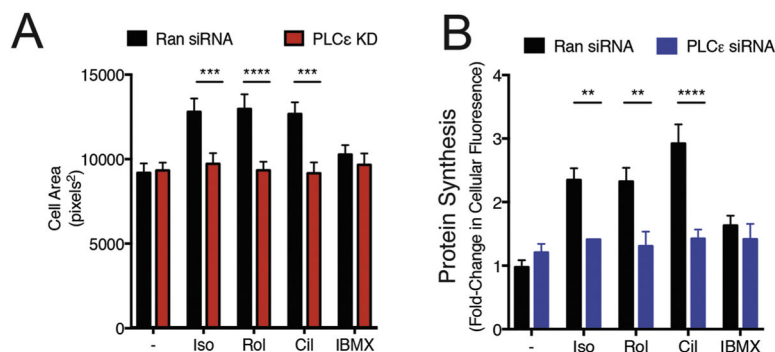 A
Ran siRNA
PLCε KD
Cell Area
(pixels²)
15000
10000
5000
0
***
****
***
-
Iso
Rol
Cil
IBMX
B
Ran siRNA
PLCε siRNA
Protein Synthesis
(Fold-Change in Cellular Fluoresence)
4
3
2
1
0
**
**
****
-
Iso
Rol
Cil
IBMX